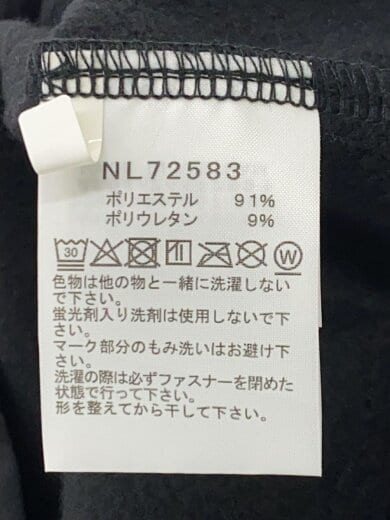 NL72583
ポリエステル 91%
ポリウレタン 9%
30
W
色物は他の物と一緒に洗濯しない
で下さい。
蛍光剤入り洗剤は使用しないで下
さい。
マーク部分のもみ洗いはお避け下
さい。
洗濯の際は必ずファスナーを閉めた
状態で行って下さい。
形を整えてから干して下さい。